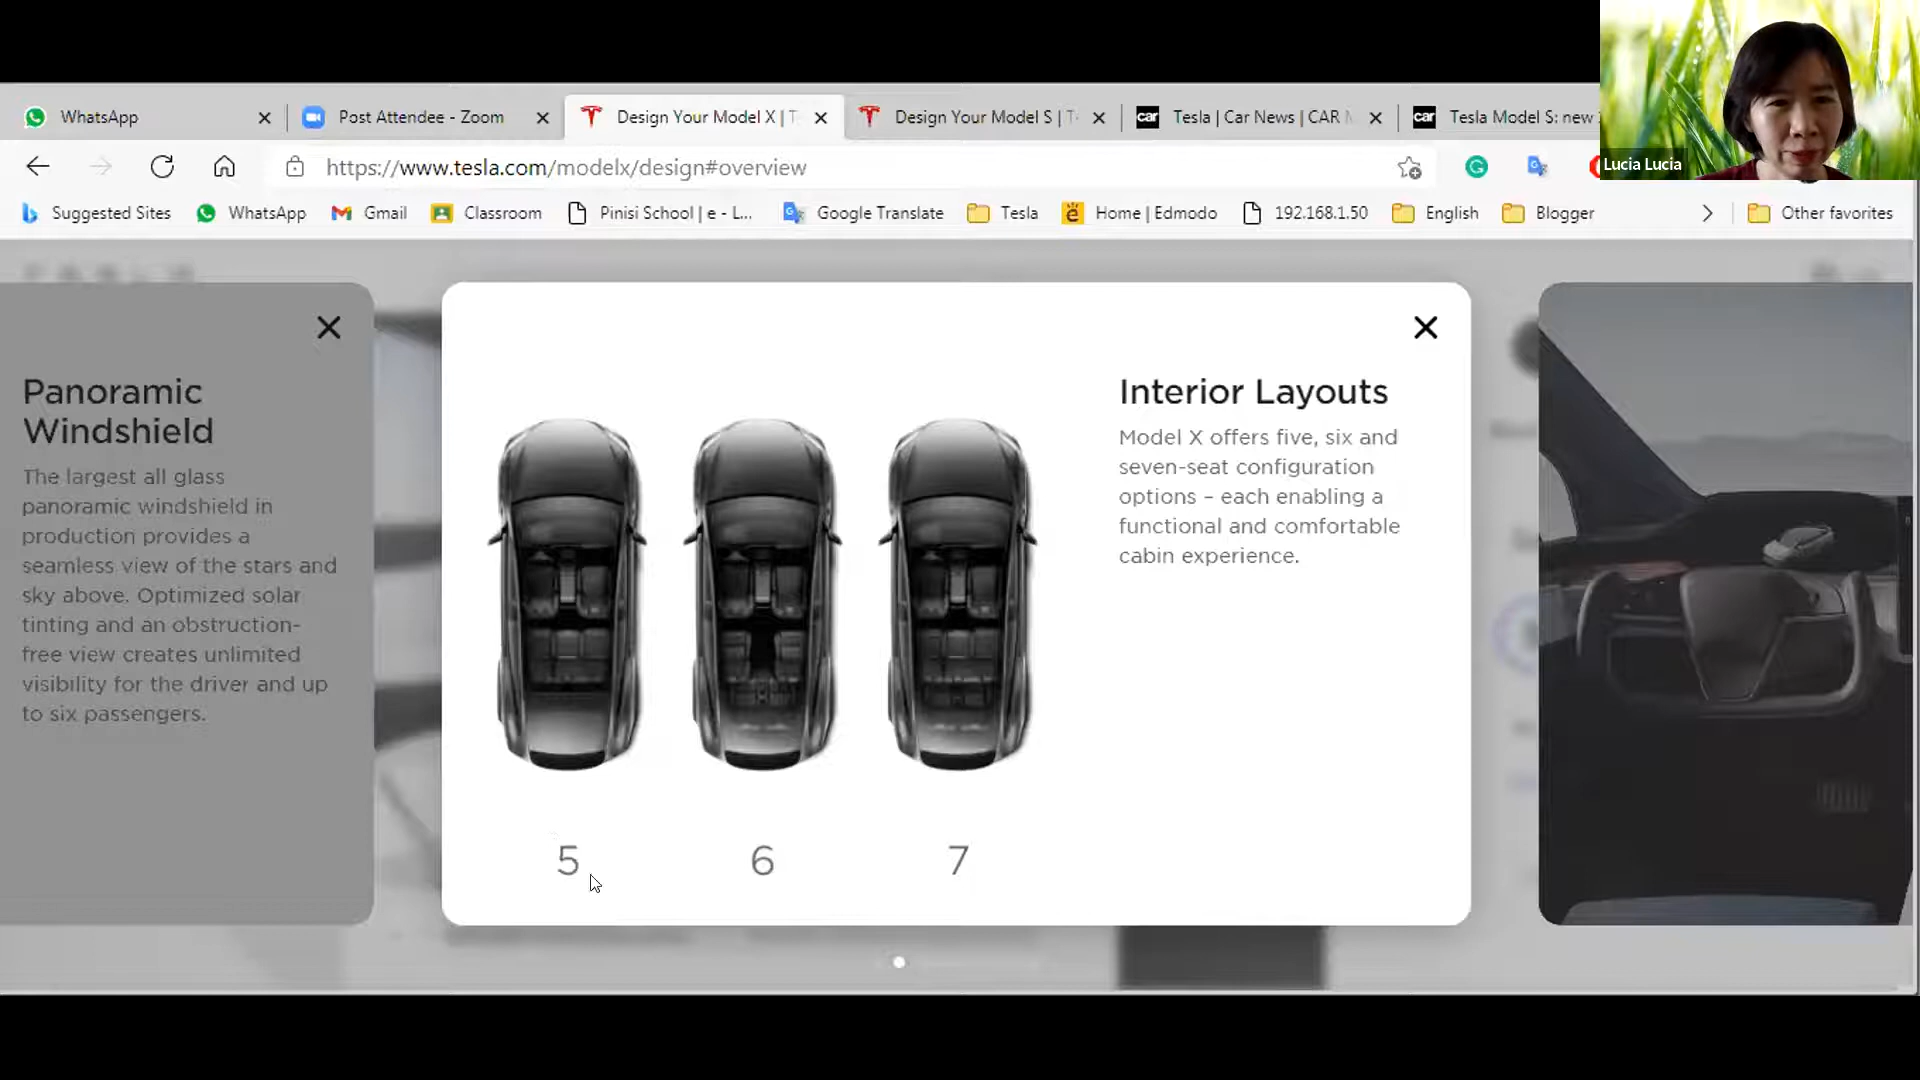 WhatsApp
Post Attendee - Zoom
Design Your Model X | T
Design Your Model S | T
Tesla | Car News | CAR
Tesla Model S: new
https://www.tesla.com/modelx/design#overview
Lucia Lucia
Suggested Sites
WhatsApp
Gmail
Classroom
Pinisi School | e - L...
Google Translate
Tesla
Home | Edmodo
192.168.1.50
English
Blogger
Other favorites
Panoramic
Windshield
The largest all glass
panoramic windshield in
production provides a
seamless view of the stars and
sky above. Optimized solar
tinting and an obstruction-
free view creates unlimited
visibility for the driver and up
to six passengers.
5
6
7
Interior Layouts
Model X offers five, six and
seven-seat configuration
options – each enabling a
functional and comfortable
cabin experience.